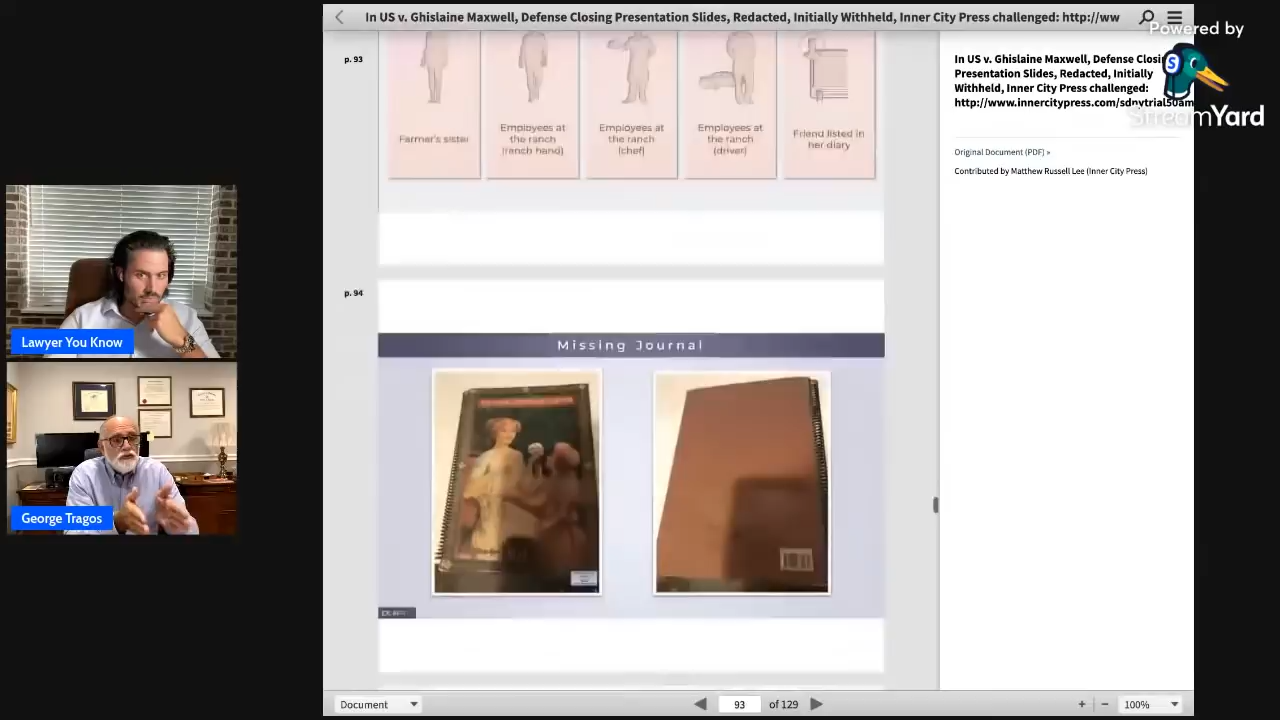 In US v. Ghislaine Maxwell, Defense Closing Presentation Slides, Redacted, Initially Withheld, Inner City Press challenged: http://ww
Powered by
StreamYard
p. 93
Farmer's sister
Employees at
the ranch
(ranch hand)
Employees at
the ranch
(chef)
Employees at
the ranch
(driver)
Friend listed in
her diary
In US v. Ghislaine Maxwell, Defense Closing
Presentation Slides, Redacted, Initially
Withheld, Inner City Press challenged:
http://www.innercitypress.com/sdnytrial50am
Original Document (PDF) »
Contributed by Matthew Russell Lee (Inner City Press)
p. 94
Missing Journal
Lawyer You Know
George Tragos
Document
93
of 129
+
−
100%